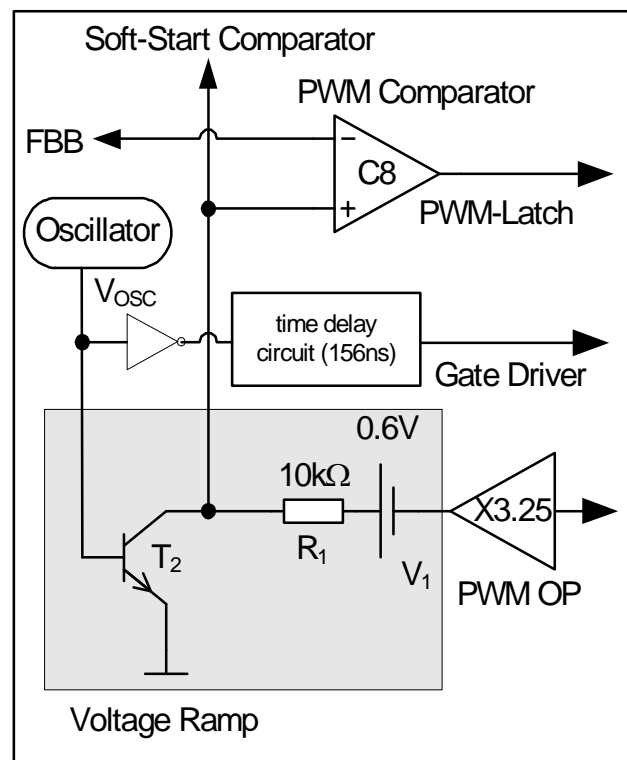 Soft-Start Comparator
PWM Comparator
FBB
−
C8
+
PWM-Latch
Oscillator
VOSC
time delay
circuit (156ns)
Gate Driver
0.6V
10kΩ
X3.25
R1
T2
V1
PWM OP
Voltage Ramp